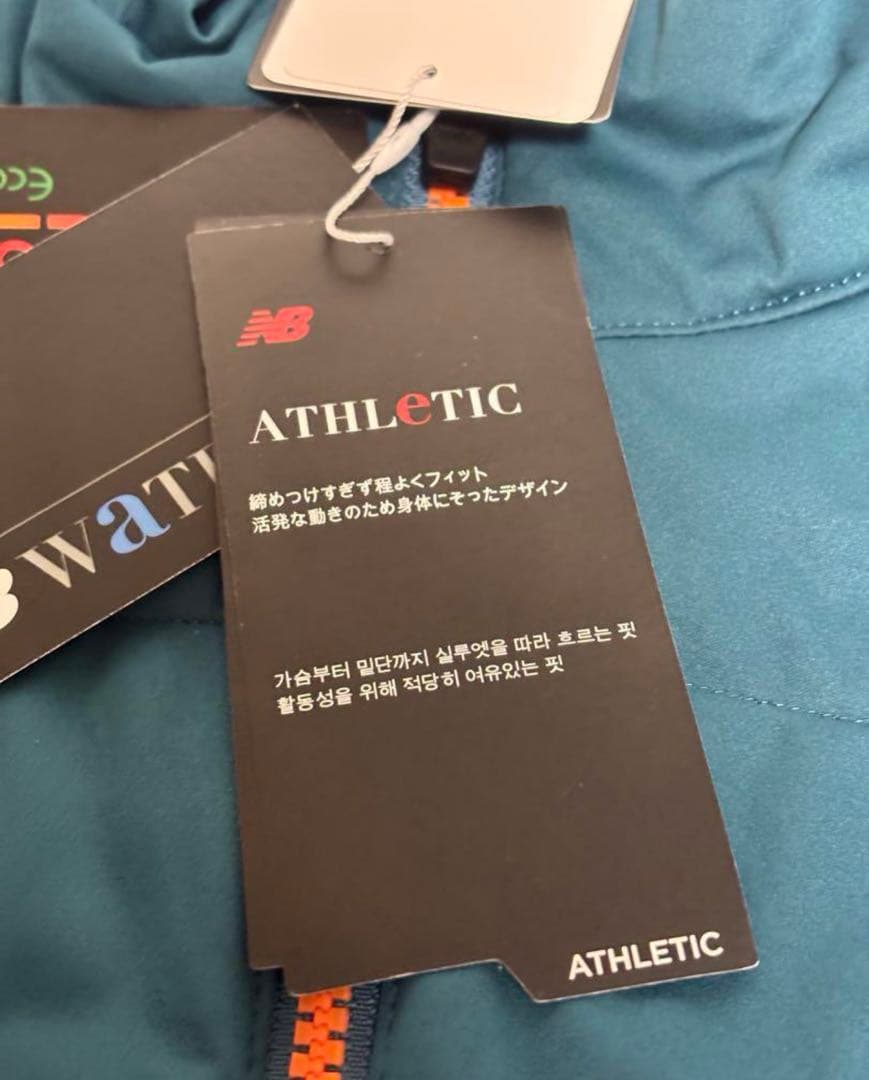 NB
ATHLeTIC
締めつけすぎず程よくフィット
活発な動きのため身体にそったデザイン
가슴부터 밑단까지 실루엣을 따라 흐르는 핏
활동성을 위해 적당히 여유있는 핏
ATHLETIC